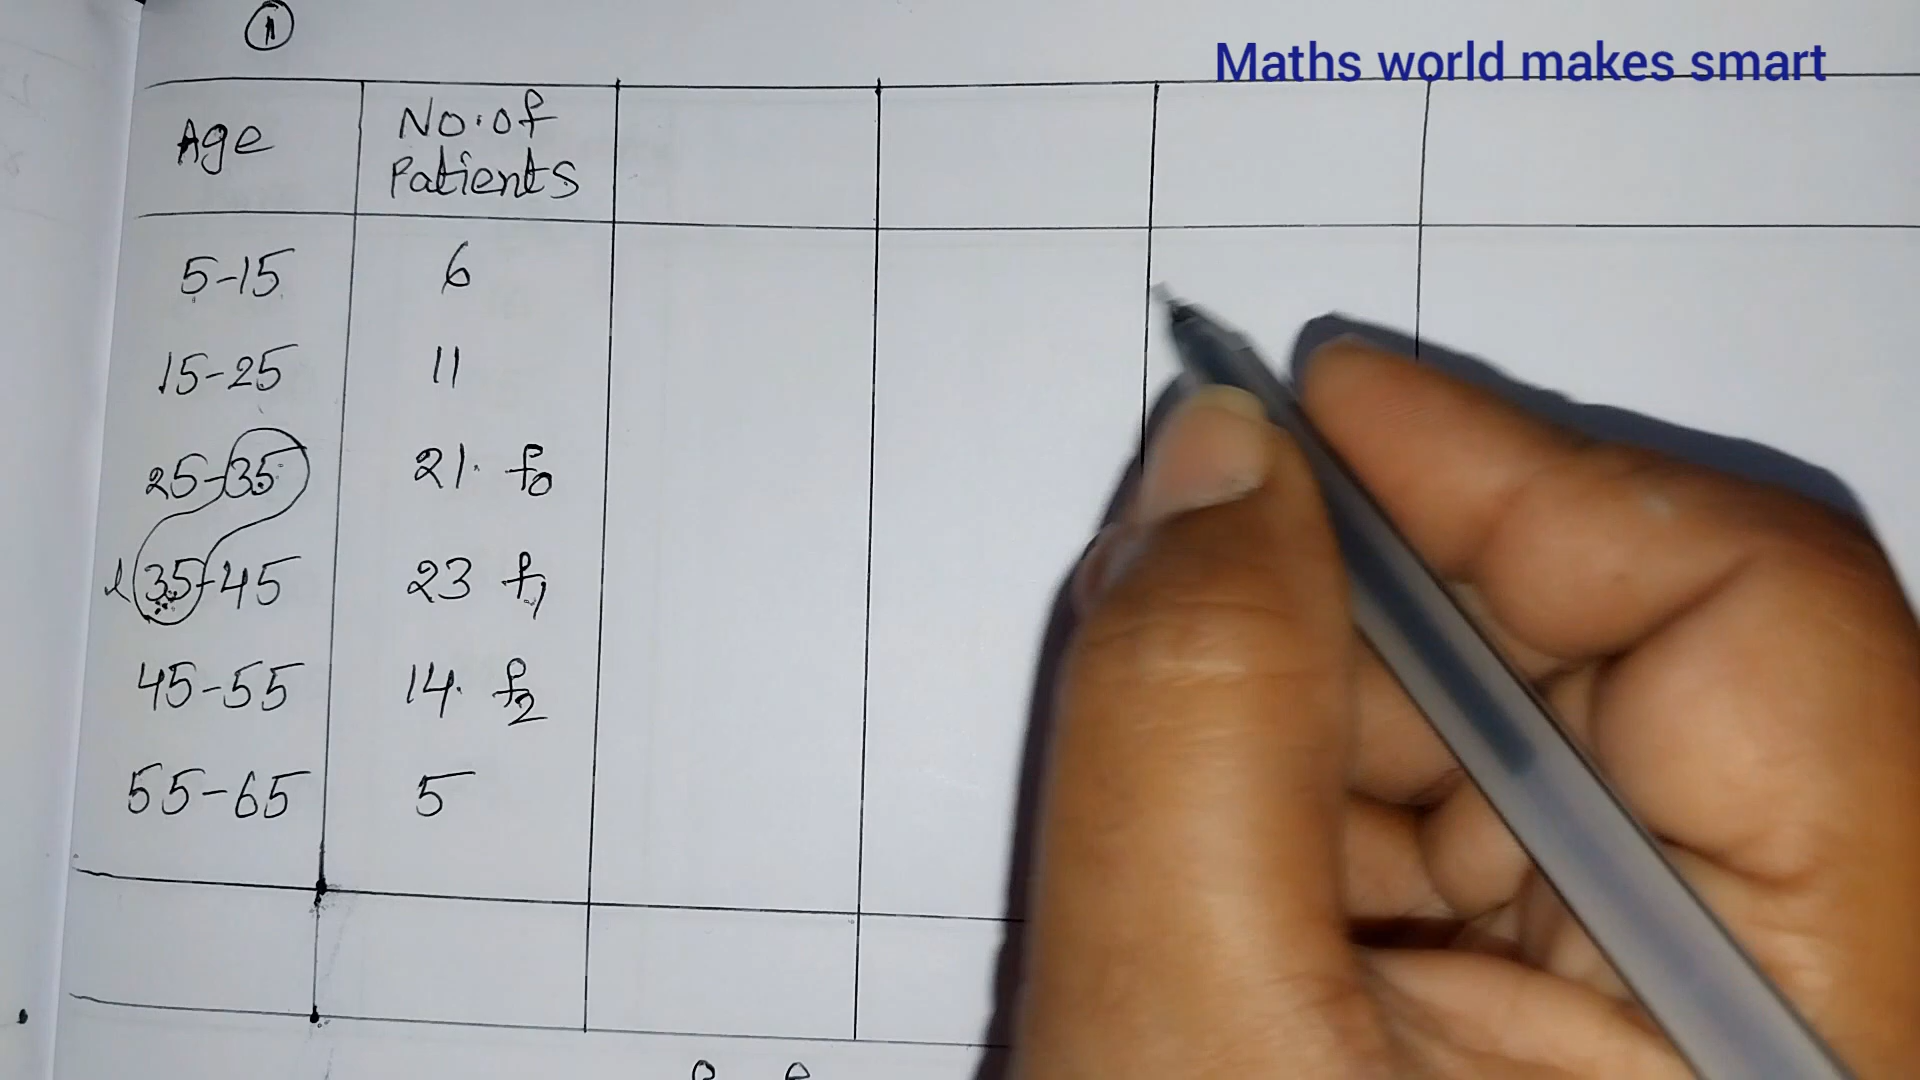 1
Maths world makes smart
Age
No. of
Patients
5-15 6
15-25 11
25-35 21. f0
l 35-45 23 f1
45-55 14. f2
55-65 5